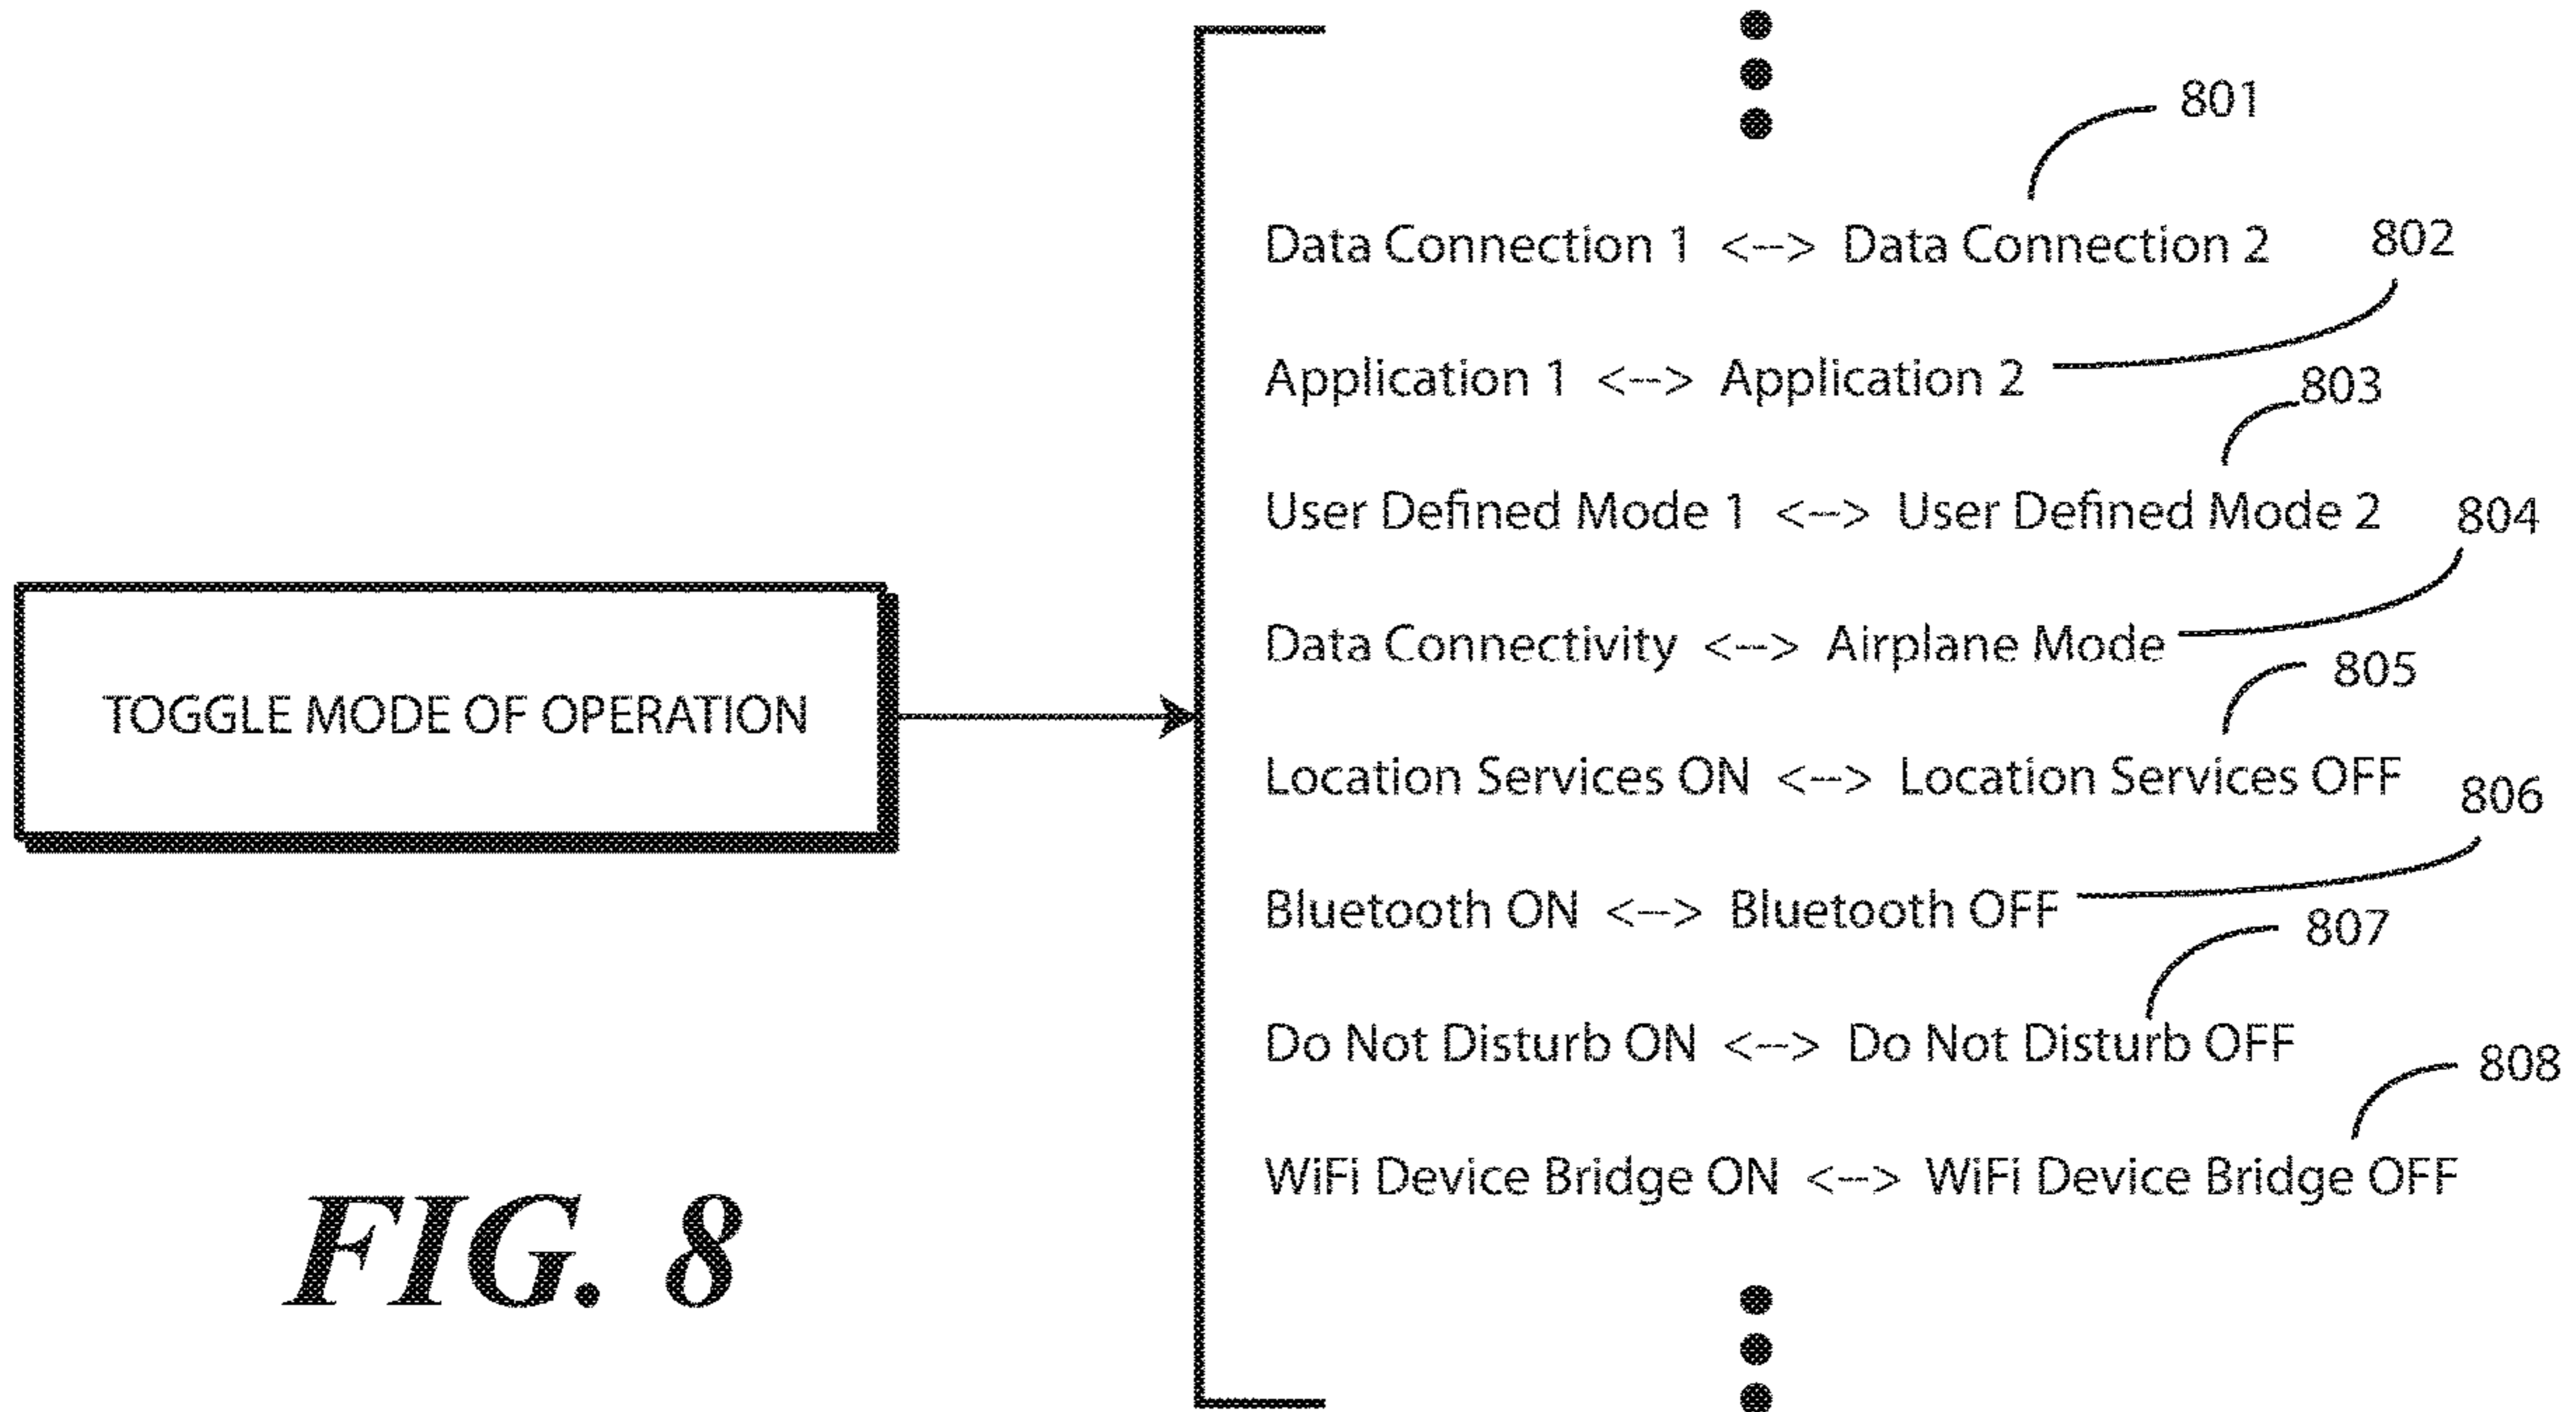 801
Data Connection 1 <--> Data Connection 2
802
Application 1 <--> Application 2
803
User Defined Mode 1 <--> User Defined Mode 2
804
Data Connectivity <--> Airplane Mode
805
TOGGLE MODE OF OPERATION
Location Services ON <--> Location Services OFF
806
Bluetooth ON <--> Bluetooth OFF
807
Do Not Disturb ON <--> Do Not Disturb OFF
808
WiFi Device Bridge ON <--> WiFi Device Bridge OFF
FIG. 8